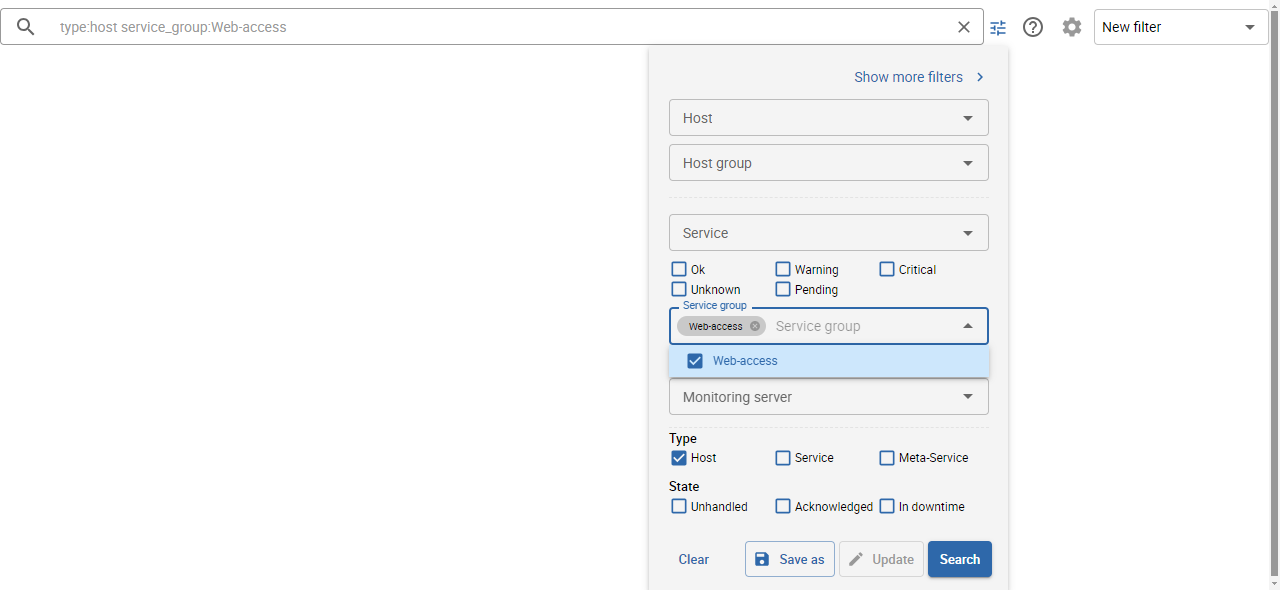 type:host service_group:Web-access
New filter
Show more filters
Host
Host group
Service
Ok Warning Critical
Unknown Pending
Service group
Web-access Service group
Web-access
Monitoring server
Type
Host Service Meta-Service
State
Unhandled Acknowledged In downtime
Clear Save as Update Search